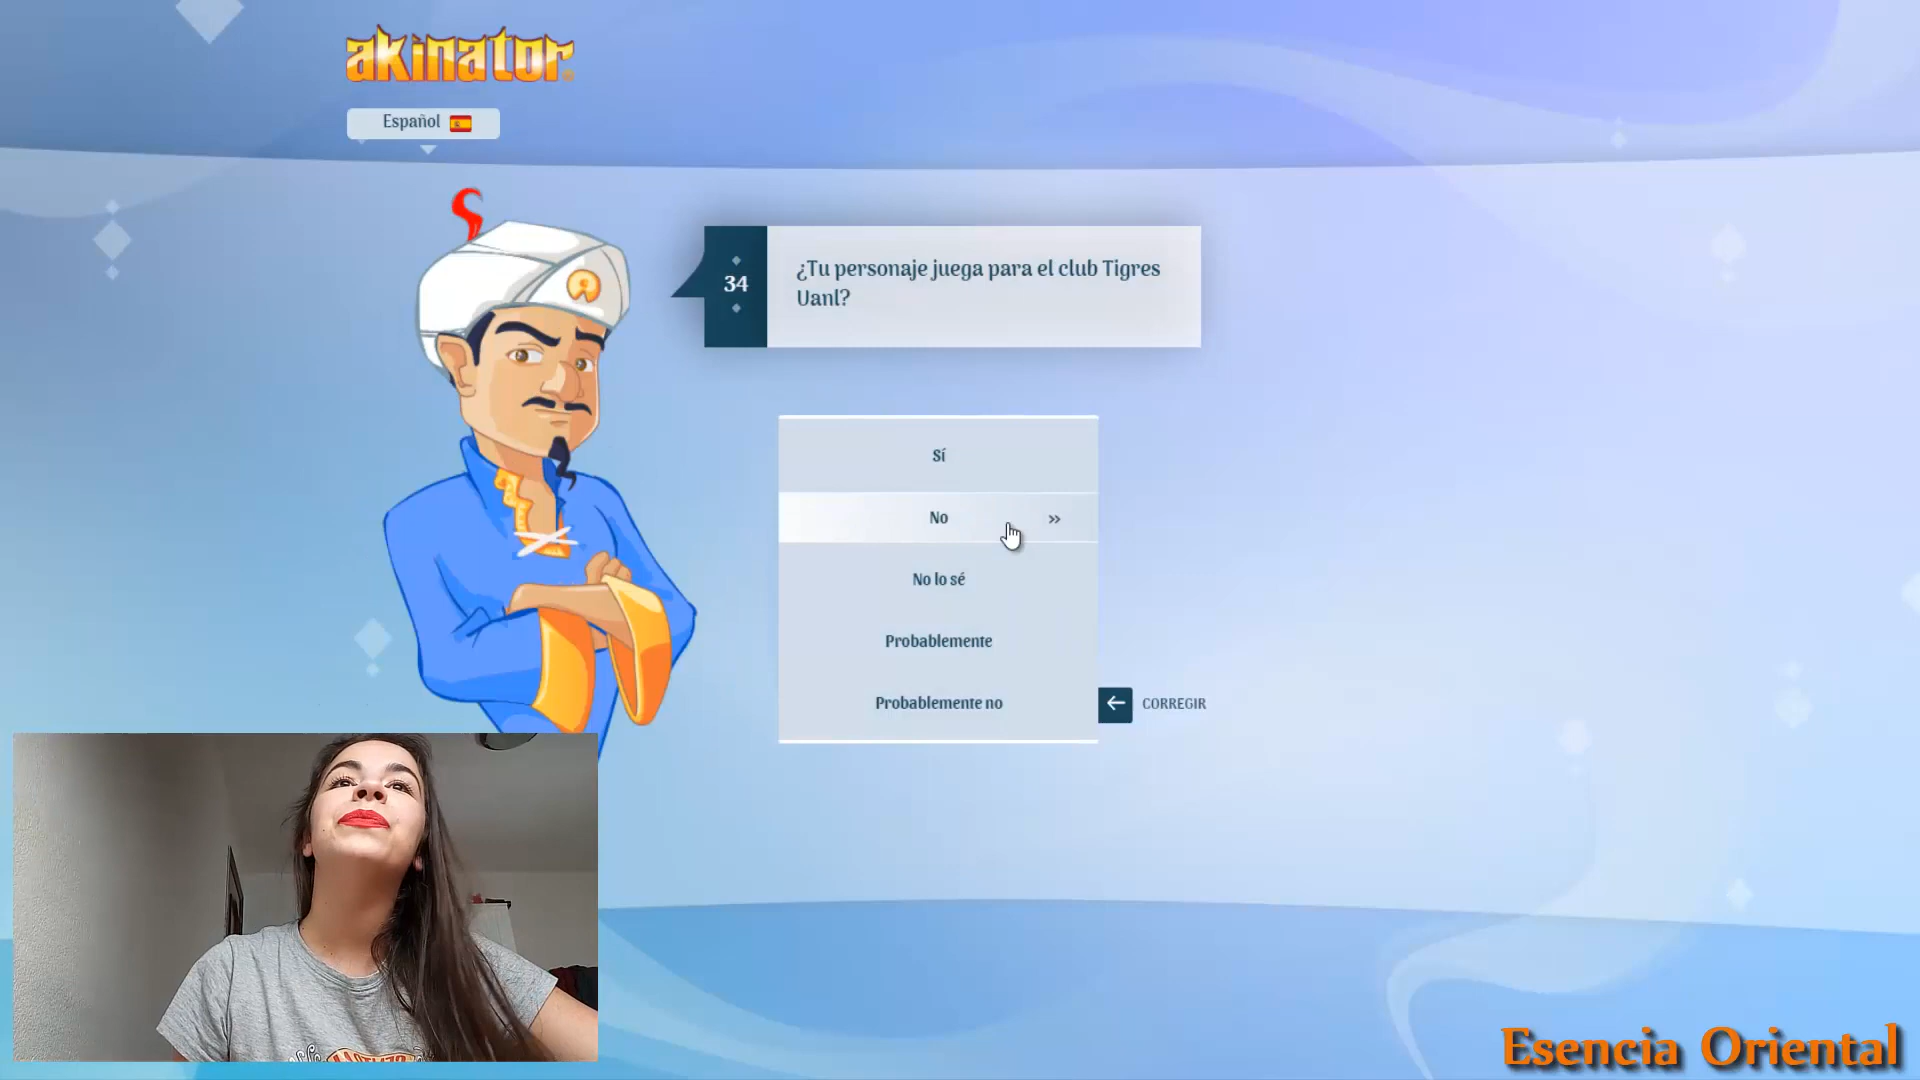 akinator
Español
34
¿Tu personaje juega para el club Tigres
Uanl?
Sí
No
No lo sé
Probablemente
Probablemente no
CORREGIR
Esencia Oriental